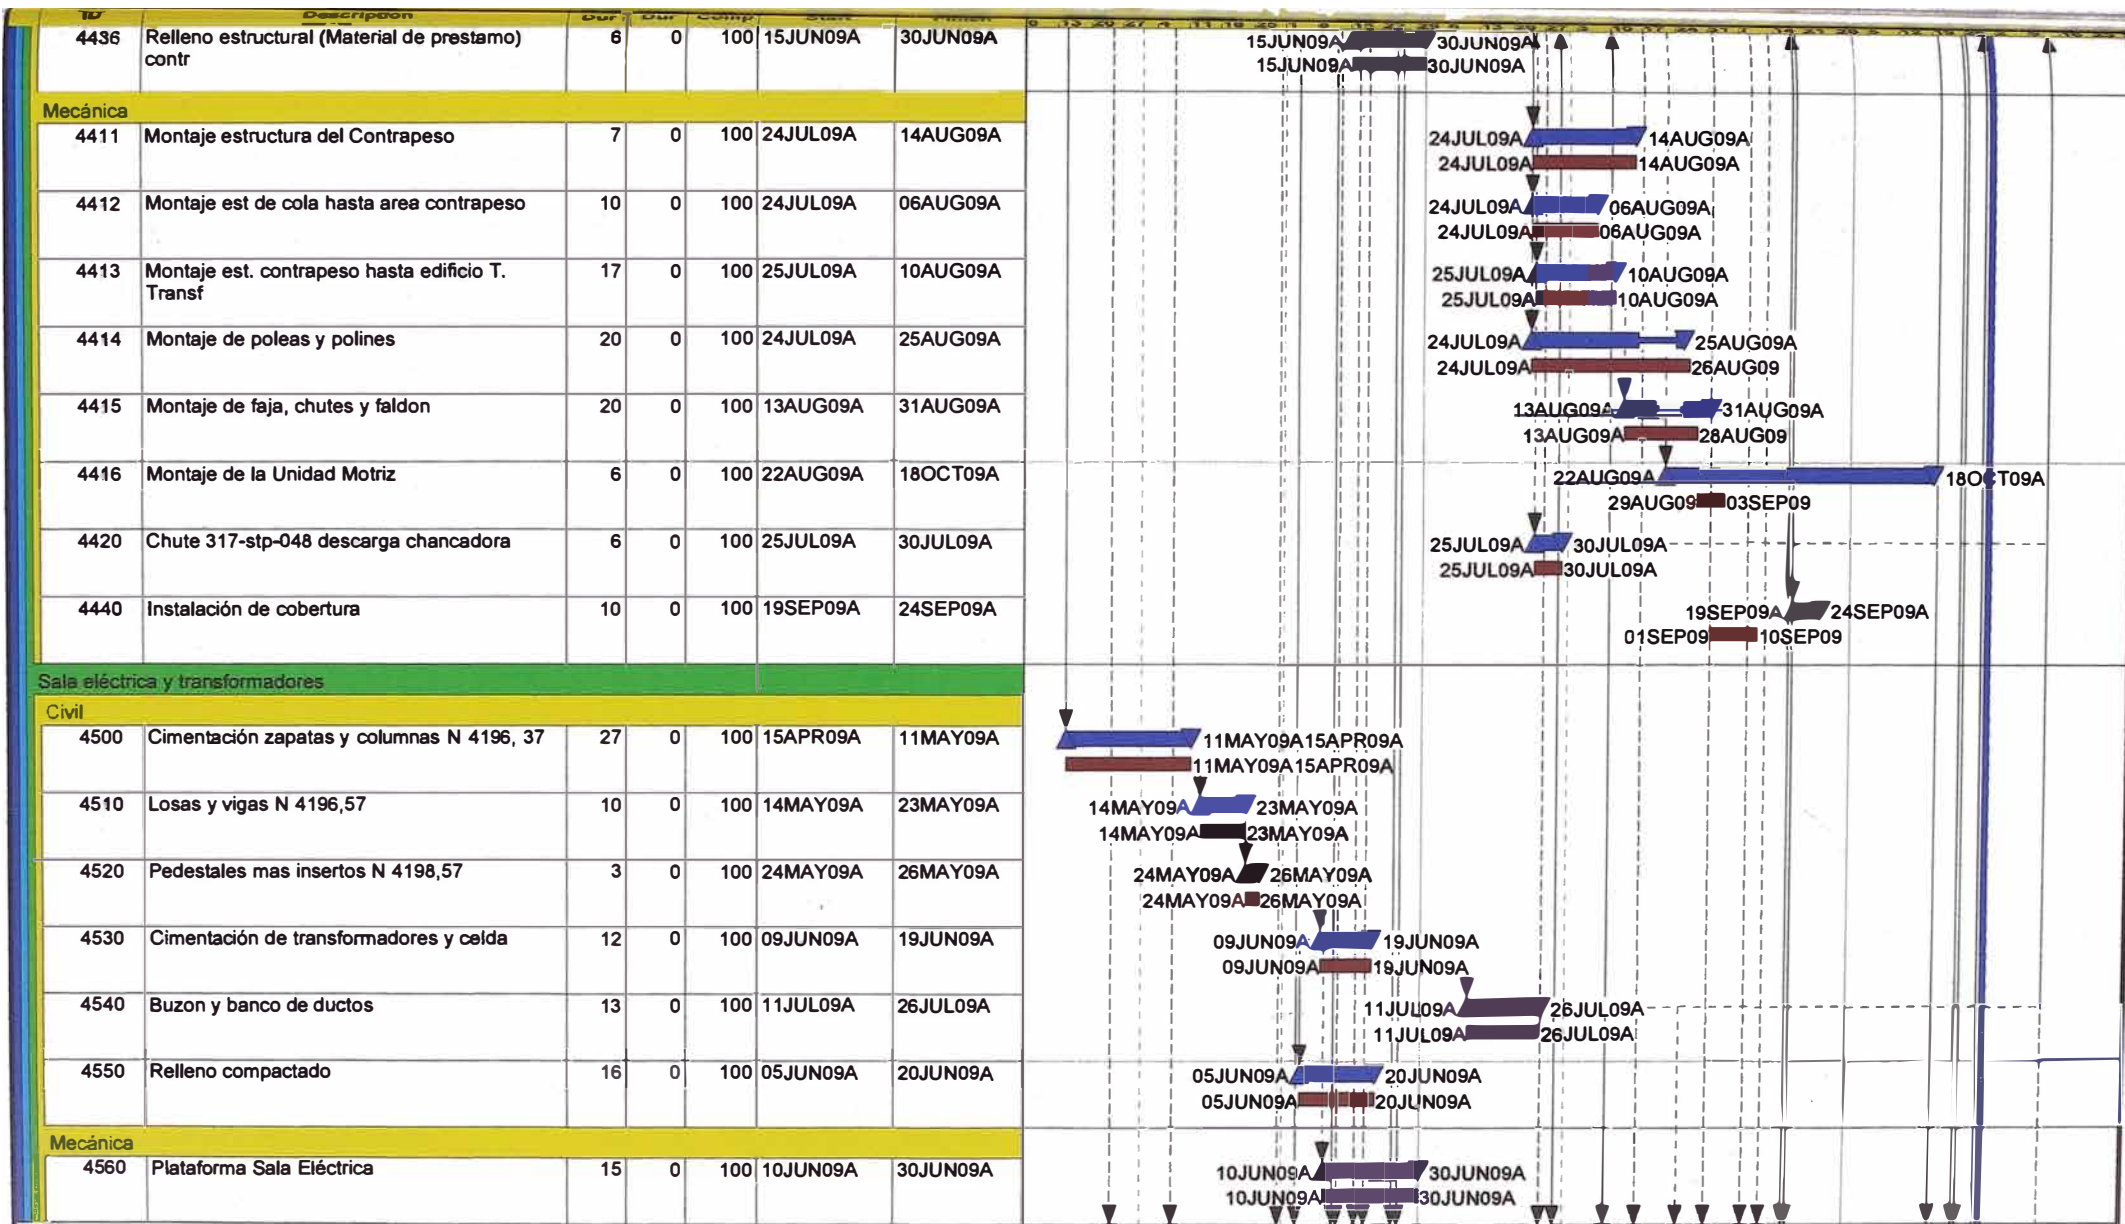 ID Description Dur Dur Comp Start Finish
4436 Relleno estructural (Material de prestamo) 6 0 100 15JUN09A 30JUN09A
contr
15JUN09A 30JUN09A
15JUN09A 30JUN09A
Mecánica
4411 Montaje estructura del Contrapeso 7 0 100 24JUL09A 14AUG09A
24JUL09A 14AUG09A
24JUL09A 14AUG09A
4412 Montaje est de cola hasta area contrapeso 10 0 100 24JUL09A 06AUG09A
24JUL09A 06AUG09A
24JUL09A 06AUG09A
4413 Montaje est. contrapeso hasta edificio T. 17 0 100 25JUL09A 10AUG09A
Transf
25JUL09A 10AUG09A
25JUL09A 10AUG09A
4414 Montaje de poleas y polines 20 0 100 24JUL09A 25AUG09A
24JUL09A 25AUG09A
24JUL09A 26AUG09
4415 Montaje de faja, chutes y faldon 20 0 100 13AUG09A 31AUG09A
13AUG09A 31AUG09A
13AUG09A 28AUG09
4416 Montaje de la Unidad Motriz 6 0 100 22AUG09A 18OCT09A
22AUG09A 18OCT09A
29AUG09 03SEP09
4420 Chute 317-stp-048 descarga chancadora 6 0 100 25JUL09A 30JUL09A
25JUL09A 30JUL09A
25JUL09A 30JUL09A
4440 Instalación de cobertura 10 0 100 19SEP09A 24SEP09A
19SEP09A 24SEP09A
01SEP09 10SEP09
Sala eléctrica y transformadores
Civil
4500 Cimentación zapatas y columnas N 4196, 37 27 0 100 15APR09A 11MAY09A
11MAY09A15APR09A
11MAY09A15APR09A
4510 Losas y vigas N 4196,57 10 0 100 14MAY09A 23MAY09A
14MAY09A 23MAY09A
14MAY09A 23MAY09A
4520 Pedestales mas insertos N 4198,57 3 0 100 24MAY09A 26MAY09A
24MAY09A 26MAY09A
24MAY09A 26MAY09A
4530 Cimentación de transformadores y celda 12 0 100 09JUN09A 19JUN09A
09JUN09A 19JUN09A
09JUN09A 19JUN09A
4540 Buzon y banco de ductos 13 0 100 11JUL09A 26JUL09A
11JUL09A 26JUL09A
11JUL09A 26JUL09A
4550 Relleno compactado 16 0 100 05JUN09A 20JUN09A
05JUN09A 20JUN09A
05JUN09A 20JUN09A
Mecánica
4560 Plataforma Sala Eléctrica 15 0 100 10JUN09A 30JUN09A
10JUN09A 30JUN09A
10JUN09A 30JUN09A